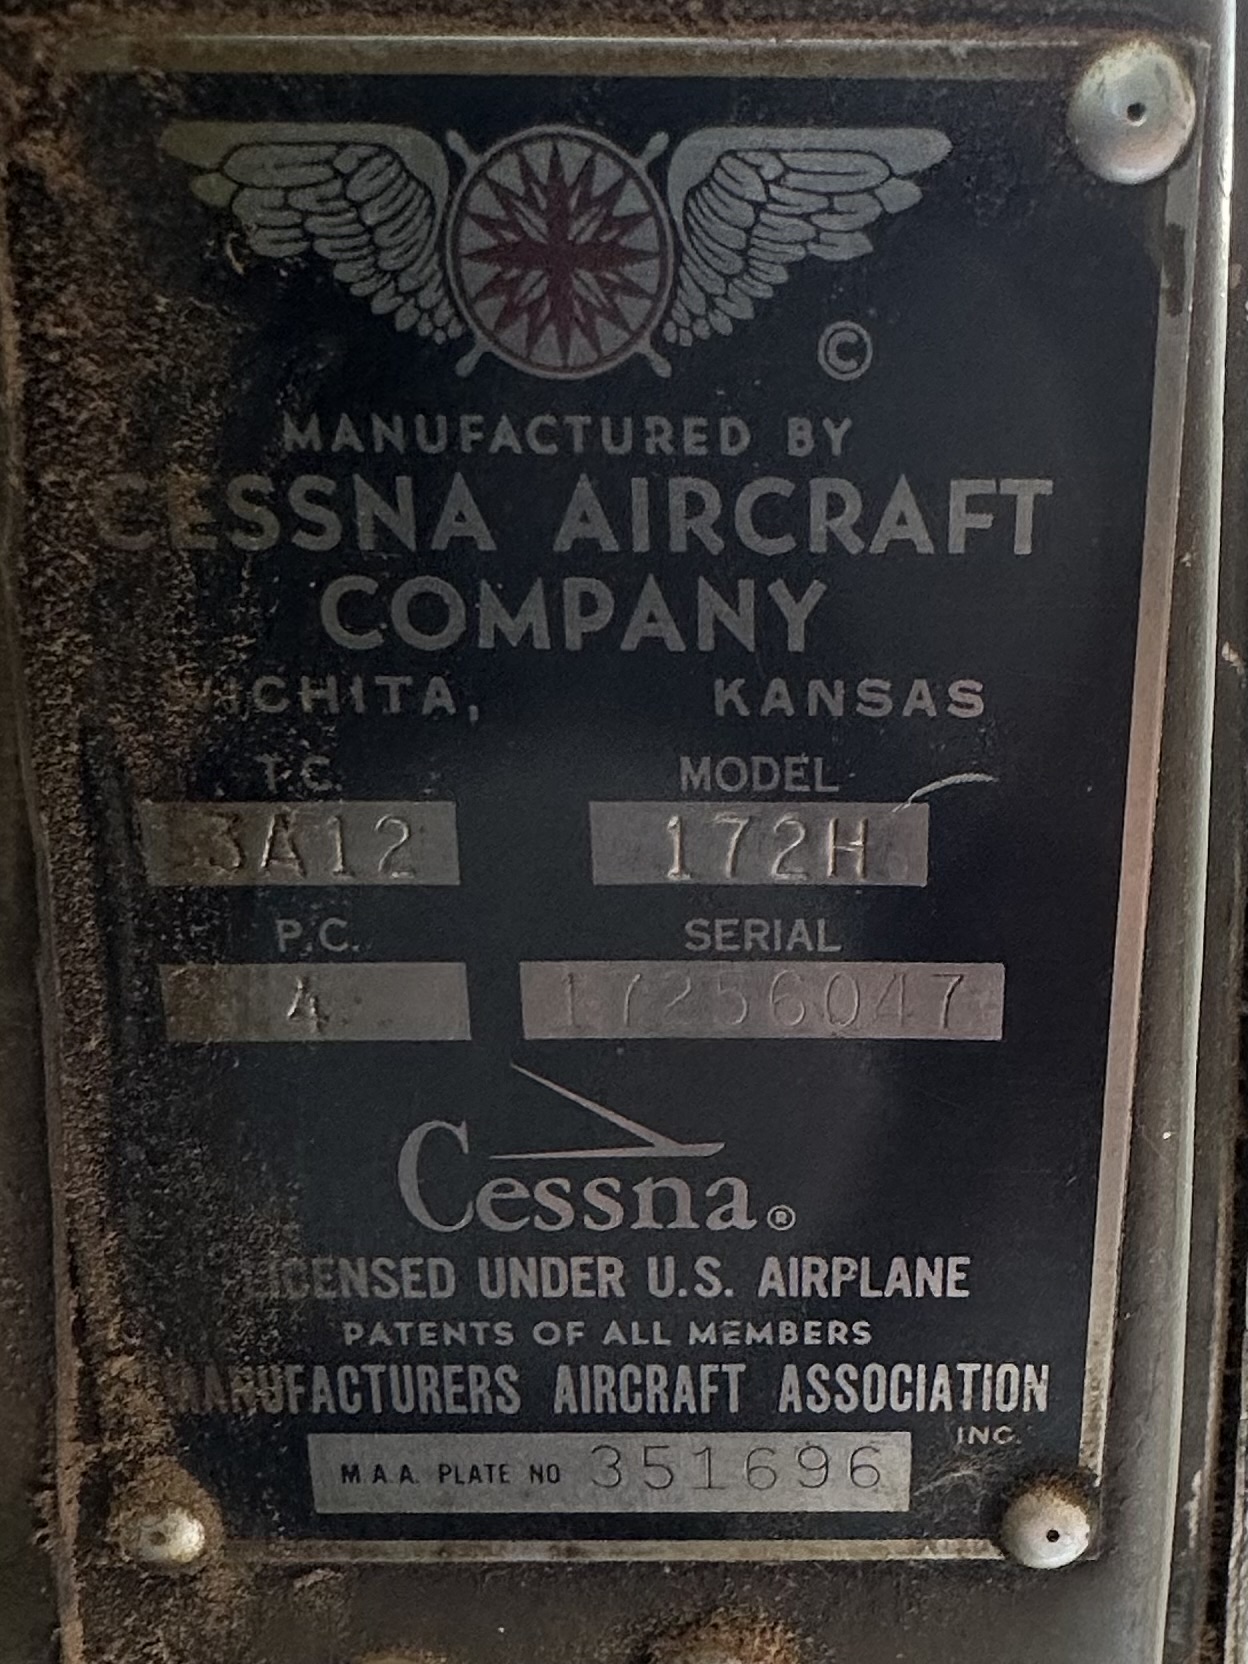 ©
MANUFACTURED BY
CESSNA AIRCRAFT
COMPANY
WICHITA, KANSAS
T.C. MODEL
3A12 172H
P.C. SERIAL
4 17256047
Cessna®
LICENSED UNDER U.S. AIRPLANE
PATENTS OF ALL MEMBERS
MANUFACTURERS AIRCRAFT ASSOCIATION
INC.
M.A.A. PLATE NO 351696